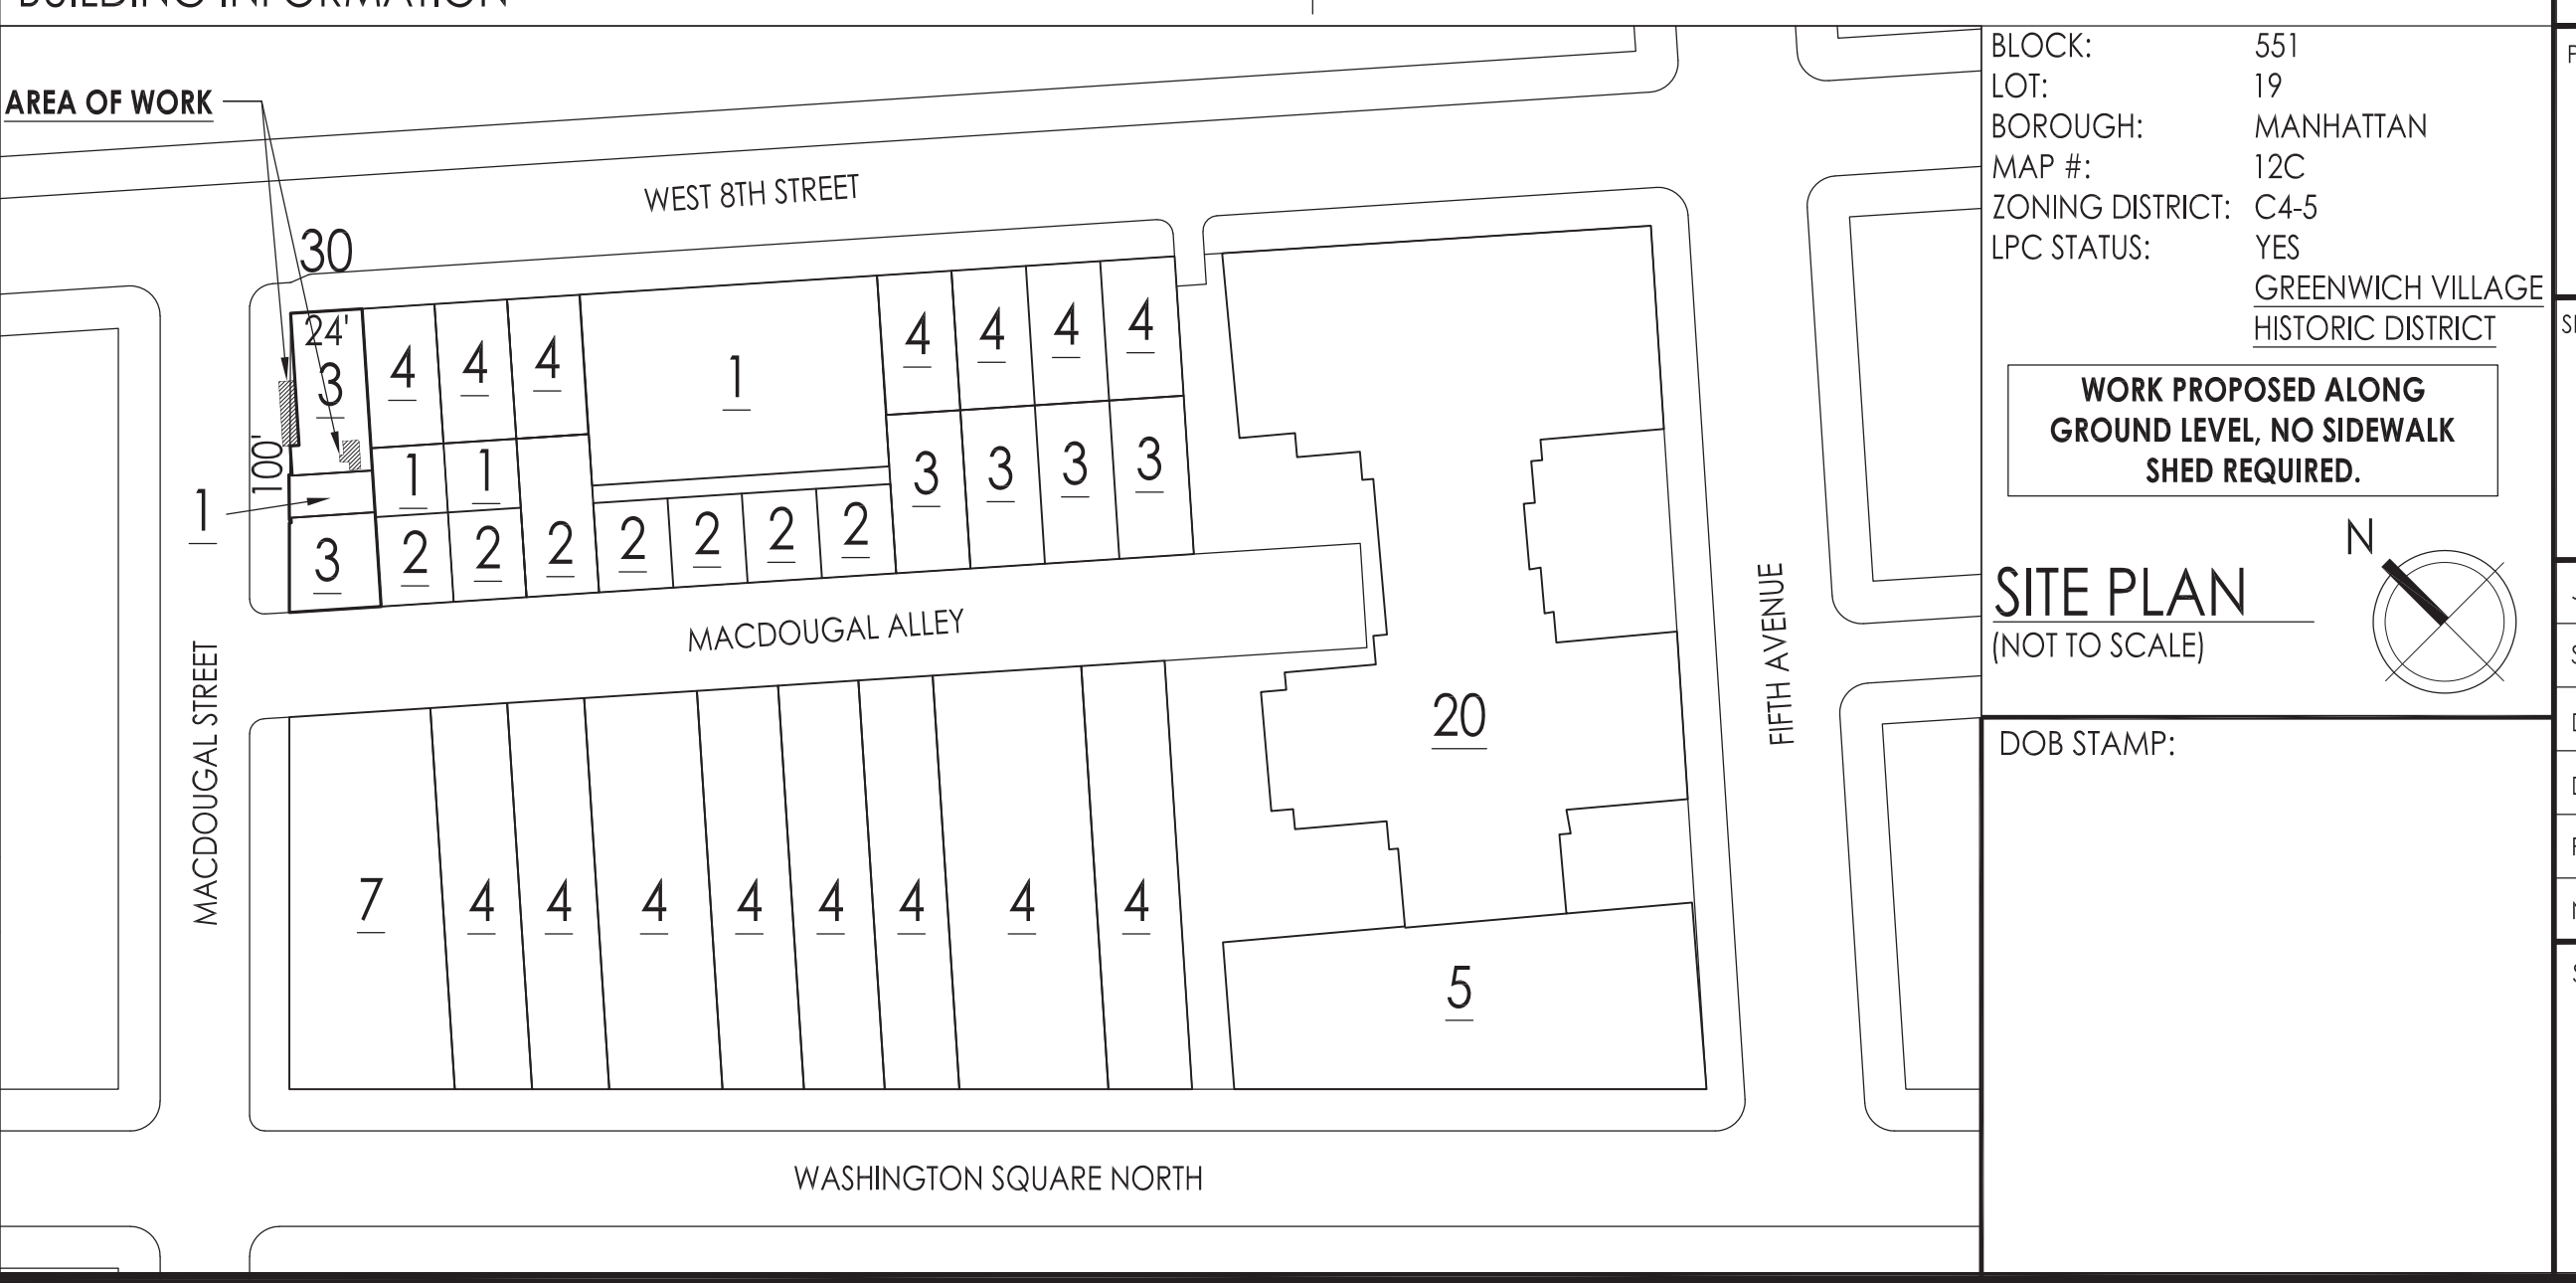 BUILDING INFORMATION
AREA OF WORK
WEST 8TH STREET
30
24'
3
4
4
4
1
4
4
4
4
100'
1
1
1
3
3
3
3
3
2
2
2
2
2
2
2
MACDOUGAL ALLEY
MACDOUGAL STREET
FIFTH AVENUE
20
7
4
4
4
4
4
4
4
4
5
WASHINGTON SQUARE NORTH
BLOCK: 551
LOT: 19
BOROUGH: MANHATTAN
MAP #: 12C
ZONING DISTRICT: C4-5
LPC STATUS: YES
GREENWICH VILLAGE
HISTORIC DISTRICT
WORK PROPOSED ALONG
GROUND LEVEL, NO SIDEWALK
SHED REQUIRED.
N
SITE PLAN
(NOT TO SCALE)
DOB STAMP: